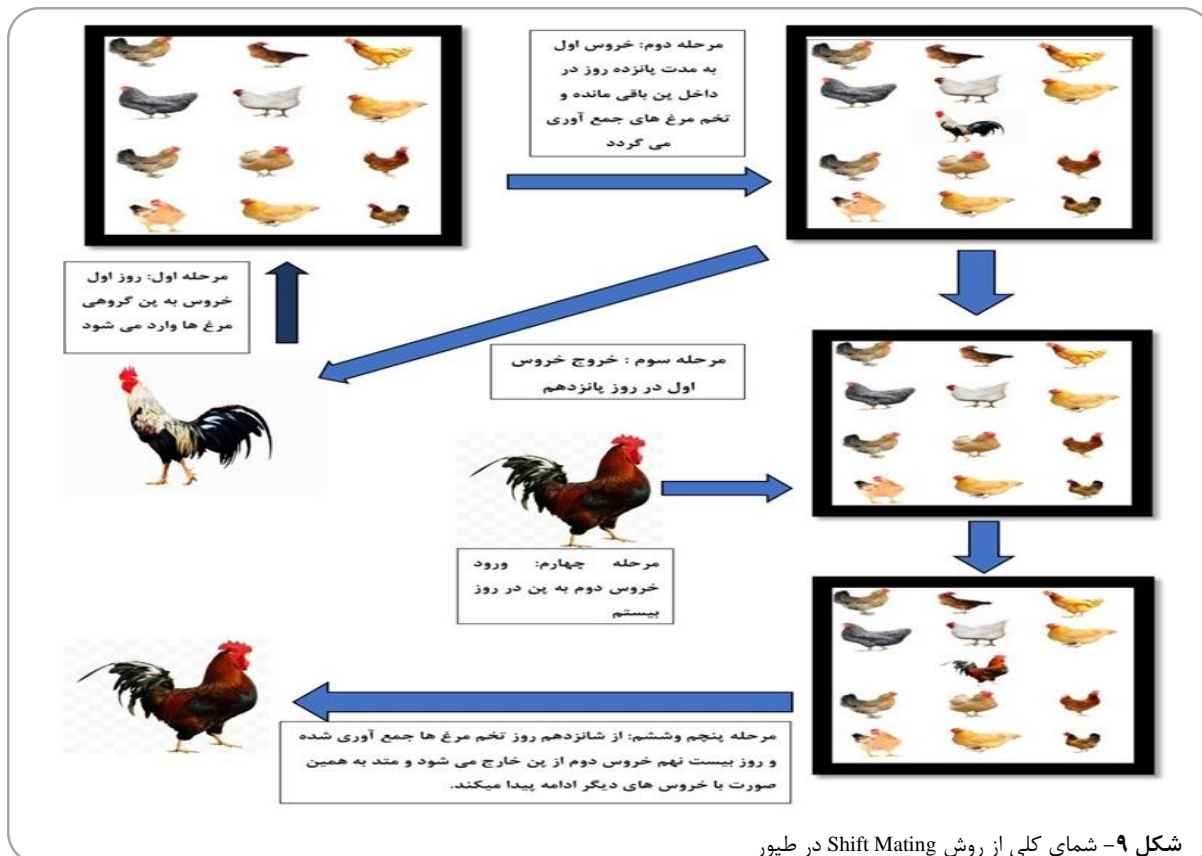 مرحله اول: روز اول
خروس به پن گروهی
مرغ ها وارد می شود
مرحله دوم: خروس اول
به مدت پانزده روز در
داخل پن باقی مانده و
تخم مرغ های جمع آوری
می گردد
مرحله سوم : خروج خروس
اول در روز پانزدهم
مرحله چهارم: ورود
خروس دوم به پن در روز
بیستم
مرحله پنجم وششم: از شانزدهم روز تخم مرغ ها جمع آوری شده
و روز بیست نهم خروس دوم از پن خارج می شود و متد به همین
صورت با خروس های دیگر ادامه پیدا میکند.
شکل ۹- شمای کلی از روش Shift Mating در طیور